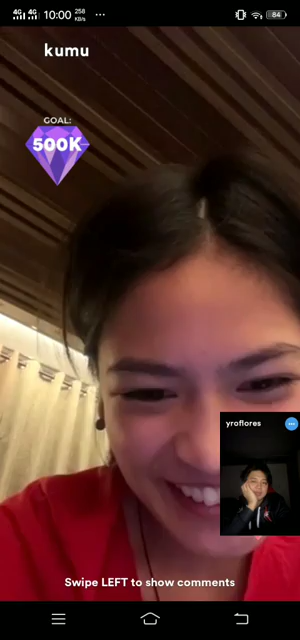 4G 4G 10:00 258 KB/s ... 84
kumu
GOAL:
500K
yroflores
Swipe LEFT to show comments